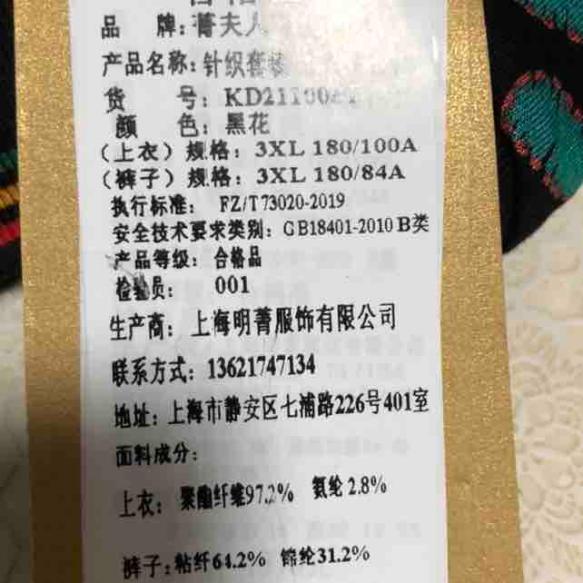 品 牌:菁夫人
产品名称:针织套装
货 号: KD21100
颜 色: 黑花
(上衣) 规格: 3XL 180/100A
(裤子) 规格: 3XL 180/84A
执行标准: FZ/T73020-2019
安全技术要求类别: GB18401-2010 B类
产品等级: 合格品
检验员: 001
生产商: 上海明菁服饰有限公司
联系方式: 13621747134
地址: 上海市静安区七浦路226号401室
面料成分:
上衣: 聚酯纤维97.2% 氨纶 2.8%
裤子: 粘纤64.2% 锦纶31.2%